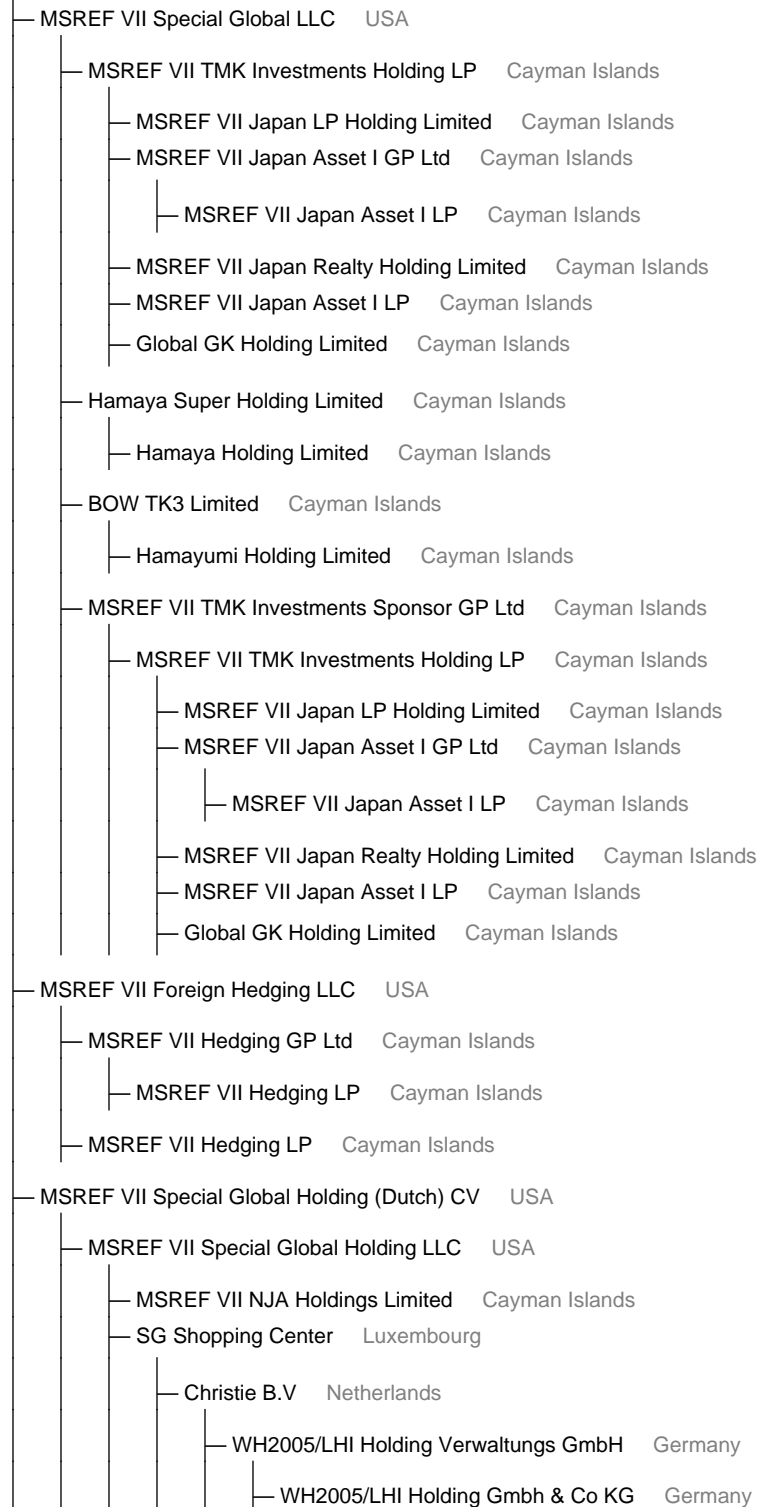 MSREF VII Special Global LLC USA
MSREF VII TMK Investments Holding LP Cayman Islands
MSREF VII Japan LP Holding Limited Cayman Islands
MSREF VII Japan Asset I GP Ltd Cayman Islands
MSREF VII Japan Asset I LP Cayman Islands
MSREF VII Japan Realty Holding Limited Cayman Islands
MSREF VII Japan Asset I LP Cayman Islands
Global GK Holding Limited Cayman Islands
Hamaya Super Holding Limited Cayman Islands
Hamaya Holding Limited Cayman Islands
BOW TK3 Limited Cayman Islands
Hamayumi Holding Limited Cayman Islands
MSREF VII TMK Investments Sponsor GP Ltd Cayman Islands
MSREF VII TMK Investments Holding LP Cayman Islands
MSREF VII Japan LP Holding Limited Cayman Islands
MSREF VII Japan Asset I GP Ltd Cayman Islands
MSREF VII Japan Asset I LP Cayman Islands
MSREF VII Japan Realty Holding Limited Cayman Islands
MSREF VII Japan Asset I LP Cayman Islands
Global GK Holding Limited Cayman Islands
MSREF VII Foreign Hedging LLC USA
MSREF VII Hedging GP Ltd Cayman Islands
MSREF VII Hedging LP Cayman Islands
MSREF VII Hedging LP Cayman Islands
MSREF VII Special Global Holding (Dutch) CV USA
MSREF VII Special Global Holding LLC USA
MSREF VII NJA Holdings Limited Cayman Islands
SG Shopping Center Luxembourg
Christie B.V Netherlands
WH2005/LHI Holding Verwaltungs GmbH Germany
WH2005/LHI Holding Gmbh & Co KG Germany